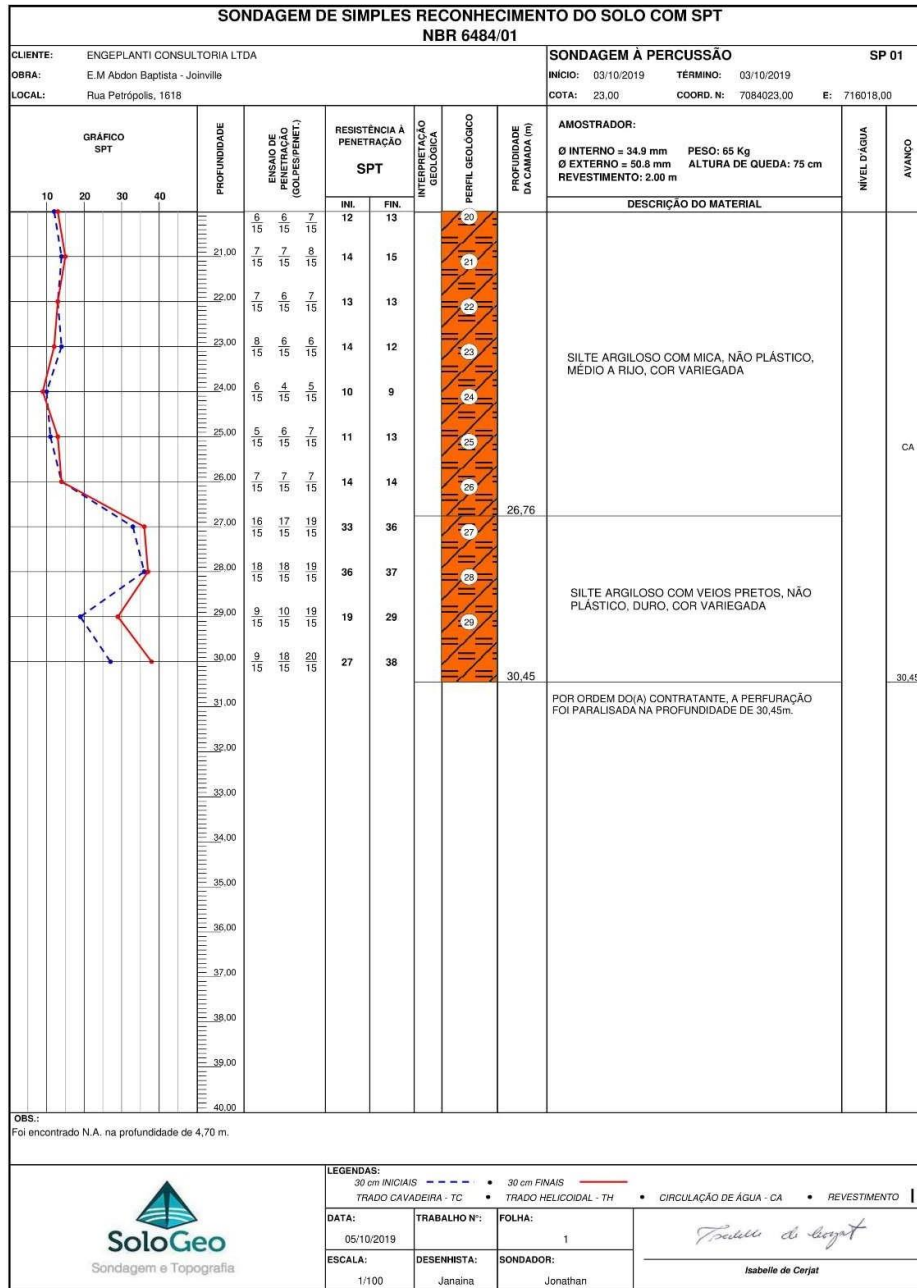 SONDAGEM DE SIMPLES RECONHECIMENTO DO SOLO COM SPT
NBR 6484/01
CLIENTE: ENGEPLANTI CONSULTORIA LTDA
OBRA: E.M Abdon Baptista - Joinville
LOCAL: Rua Petrópolis, 1618
SONDAGEM À PERCUSSÃO SP 01
INÍCIO: 03/10/2019 TÉRMINO: 03/10/2019
COTA: 23,00 COORD. N: 7084023,00 E: 716018,00
GRÁFICO
SPT
10 20 30 40
PROFUNDIDADE
ENSAIO DE
PENETRAÇÃO
(GOLPES/PENET.)
RESISTÊNCIA À
PENETRAÇÃO
SPT
INI. FIN.
INTERPRETAÇÃO
GEOLÓGICA
PERFIL GEOLÓGICO
PROFUDIDADE
DA CAMADA (m)
AMOSTRADOR:
Ø INTERNO = 34.9 mm PESO: 65 Kg
Ø EXTERNO = 50.8 mm ALTURA DE QUEDA: 75 cm
REVESTIMENTO: 2.00 m
DESCRIÇÃO DO MATERIAL
NÍVEL D'ÁGUA
AVANÇO
6/15 6/15 7/15 12 13 20
21,00 7/15 7/15 8/15 14 15 21
22,00 7/15 6/15 7/15 13 13 22
23,00 8/15 6/15 6/15 14 12 23
SILTE ARGILOSO COM MICA, NÃO PLÁSTICO,
MÉDIO A RIJO, COR VARIEGADA
24,00 6/15 4/15 5/15 10 9 24
25,00 5/15 6/15 7/15 11 13 25
CA
26,00 7/15 7/15 7/15 14 14 26
26,76
27,00 16/15 17/15 19/15 33 36 27
28,00 18/15 18/15 19/15 36 37 28
SILTE ARGILOSO COM VEIOS PRETOS, NÃO
PLÁSTICO, DURO, COR VARIEGADA
29,00 9/15 10/15 19/15 19 29 29
30,00 9/15 18/15 20/15 27 38
30,45 30,45
POR ORDEM DO(A) CONTRATANTE, A PERFURAÇÃO
FOI PARALISADA NA PROFUNDIDADE DE 30,45m.
31,00
32,00
33,00
34,00
35,00
36,00
37,00
38,00
39,00
40,00
OBS.:
Foi encontrado N.A. na profundidade de 4,70 m.
SoloGeo
Sondagem e Topografia
LEGENDAS:
30 cm INICIAIS • 30 cm FINAIS
TRADO CAVADEIRA - TC • TRADO HELICOIDAL - TH • CIRCULAÇÃO DE ÁGUA - CA • REVESTIMENTO
DATA: TRABALHO N°: FOLHA:
05/10/2019 1
ESCALA: DESENHISTA: SONDADOR:
1/100 Janaina Jonathan
Isabelle de Cerjat